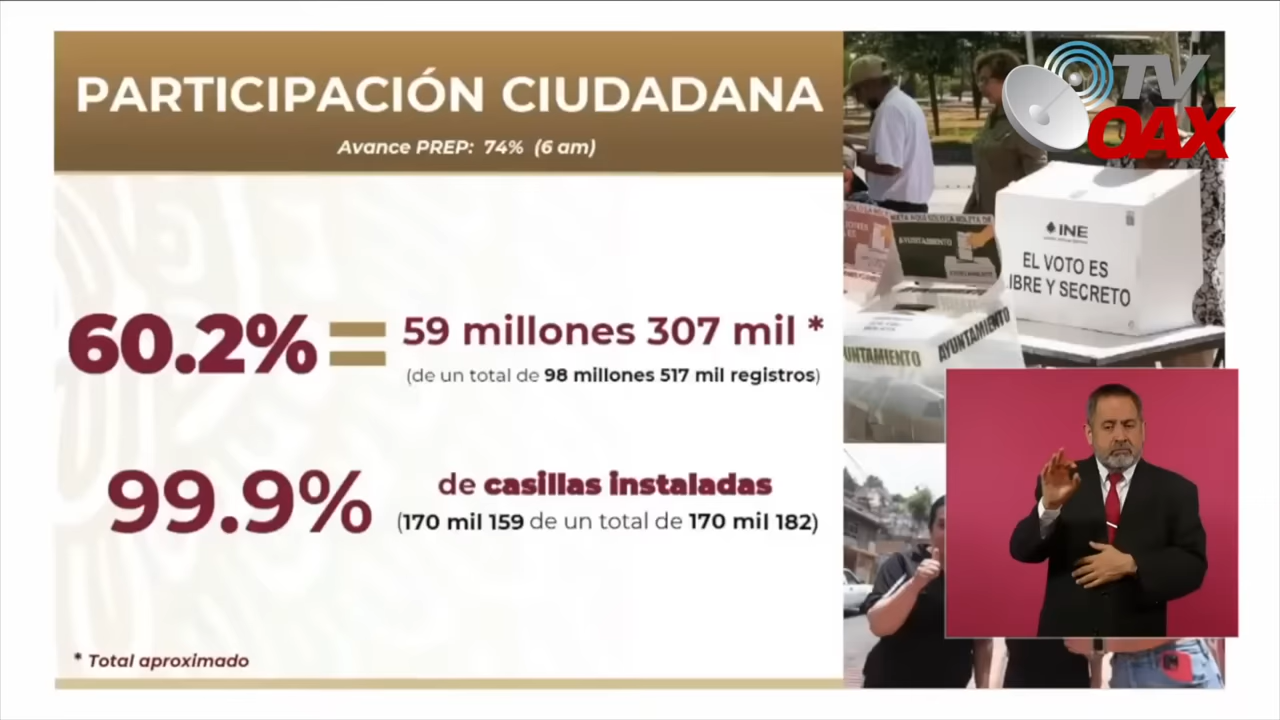 PARTICIPACIÓN CIUDADANA
Avance PREP: 74% (6 am)
60.2% = 59 millones 307 mil *
(de un total de 98 millones 517 mil registros)
99.9% de casillas instaladas
(170 mil 159 de un total de 170 mil 182)
* Total aproximado
TV
OAX
INE
EL VOTO ES
IBRE Y SECRETO
AYUNTAMIENTO
UNTAMIENTO
AYUNTAMIENTO